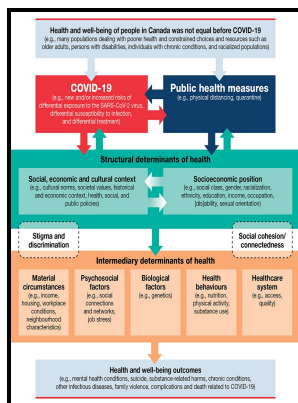 Health and well-being of people in Canada was not equal before COVID-19
(e.g., many populations dealing with poorer health and constrained choices and resources such as
older adults, persons with disabilities, individuals with chronic conditions, and racialized populations)
COVID-19
(e.g., new and/or increased risks of
differential exposure to the SARS-CoV-2 virus,
differential susceptibility to infection,
and differential treatment)
Public health measures
(e.g., physical distancing, quarantine)
Structural determinants of health
Social, economic and cultural context
(e.g., cultural norms, societal values, historical
and economic context, health, social, and
public policies)
Socioeconomic position
(e.g., social class, gender, racialization,
ethnicity, education, income, occupation,
(dis)ability, sexual orientation)
Stigma and
discrimination
Social cohesion/
connectedness
Intermediary determinants of health
Material
circumstances
(e.g., income,
housing, workplace
conditions,
neighbourhood
characteristics)
Psychosocial
factors
(e.g., social
connections
and networks,
job stress)
Biological
factors
(e.g., genetics)
Health
behaviours
(e.g., nutrition,
physical activity,
substance use)
Healthcare
system
(e.g., access,
quality)
Health and well-being outcomes
(e.g., mental health conditions, suicide, substance-related harms, chronic conditions,
other infectious diseases, family violence, complications and death related to COVID-19)